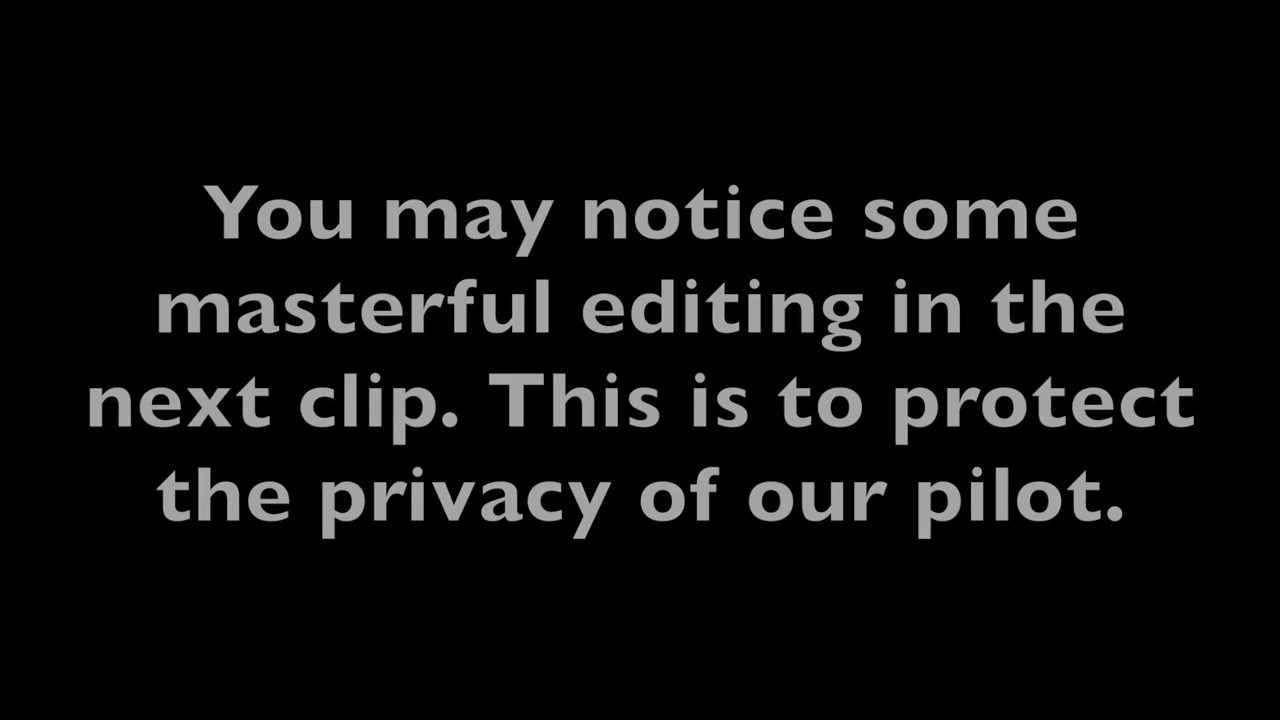 You may notice some
masterful editing in the
next clip. This is to protect
the privacy of our pilot.